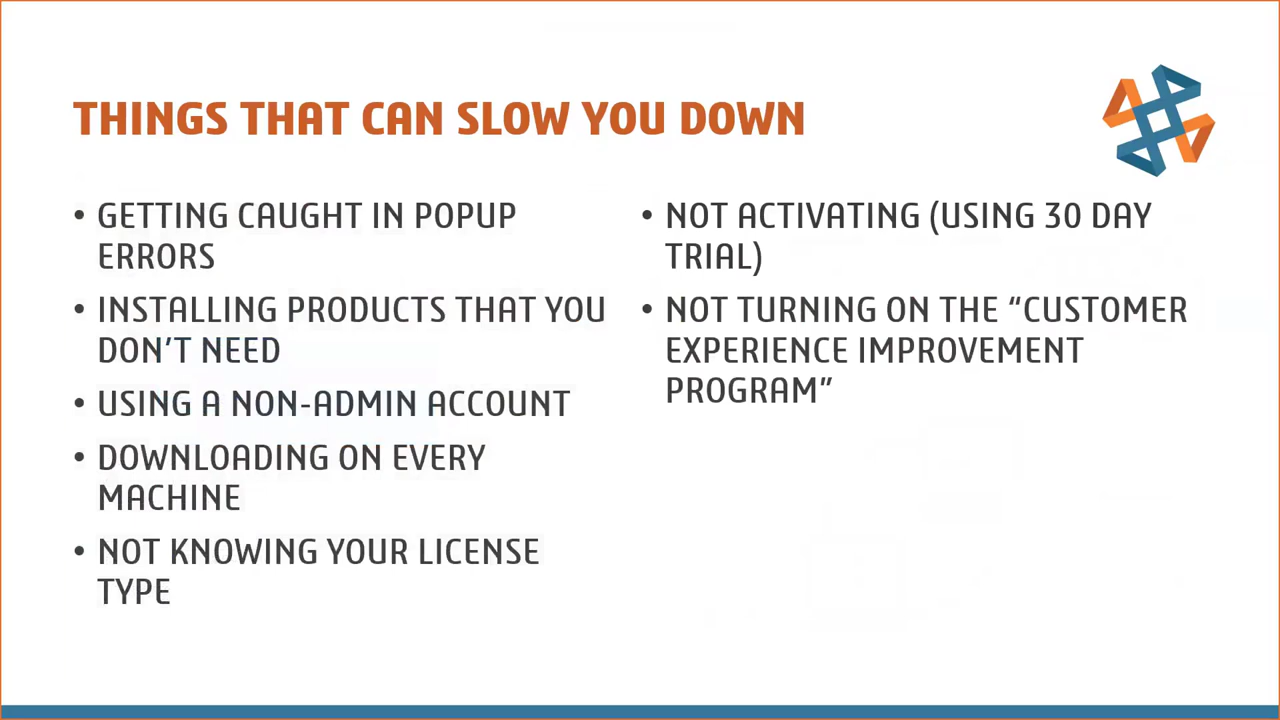 THINGS THAT CAN SLOW YOU DOWN
• GETTING CAUGHT IN POPUP
ERRORS
• INSTALLING PRODUCTS THAT YOU
DON’T NEED
• USING A NON-ADMIN ACCOUNT
• DOWNLOADING ON EVERY
MACHINE
• NOT KNOWING YOUR LICENSE
TYPE
• NOT ACTIVATING (USING 30 DAY
TRIAL)
• NOT TURNING ON THE “CUSTOMER
EXPERIENCE IMPROVEMENT
PROGRAM”